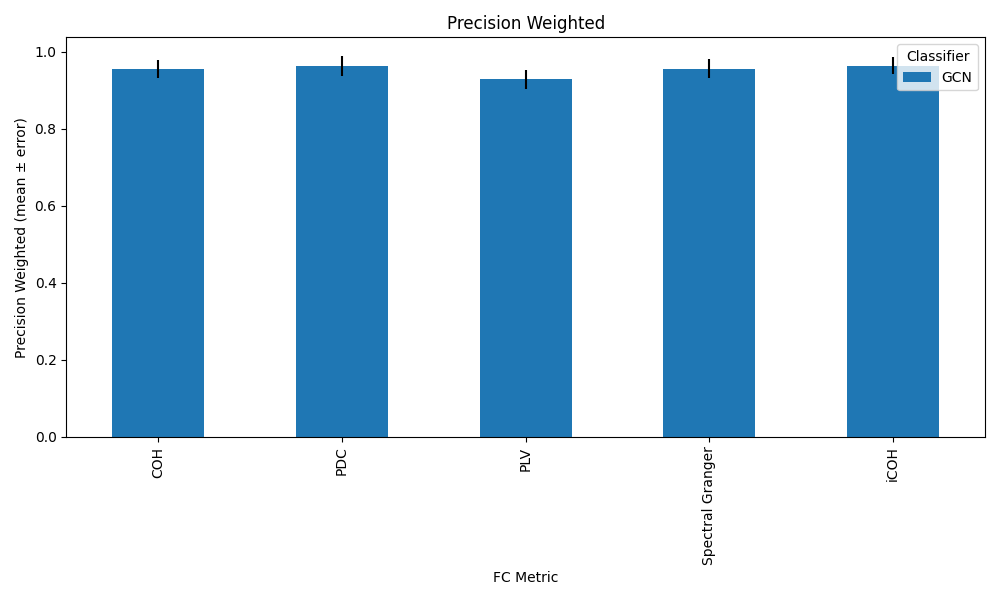 Precision Weighted
Classifier
GCN
Precision Weighted (mean ± error)
1.0
0.8
0.6
0.4
0.2
0.0
COH
PDC
PLV
Spectral Granger
iCOH
FC Metric